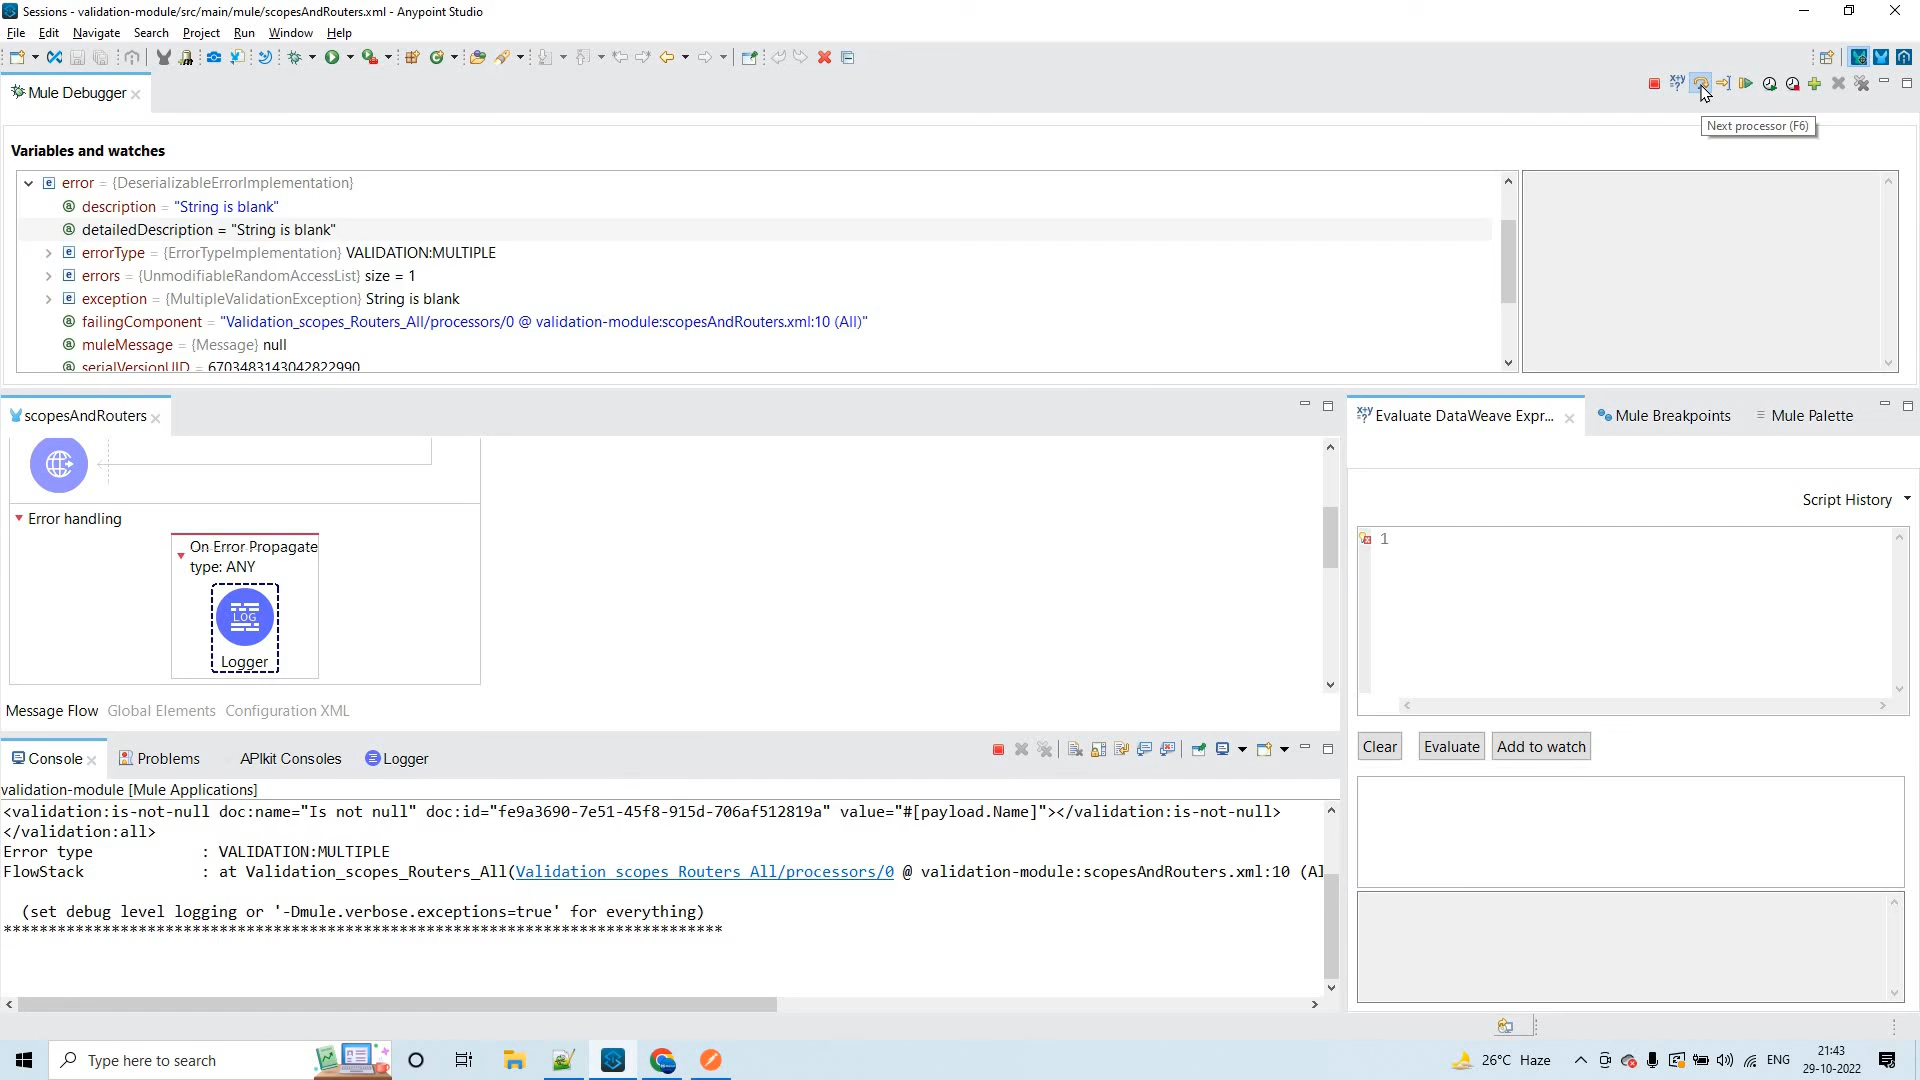 Sessions - validation-module/src/main/mule/scopesAndRouters.xml - Anypoint Studio
File Edit Navigate Search Project Run Window Help
Mule Debugger
Next processor (F6)
Variables and watches
error = {DeserializableErrorImplementation}
description = "String is blank"
detailedDescription = "String is blank"
errorType = {ErrorTypeImplementation} VALIDATION:MULTIPLE
errors = {UnmodifiableRandomAccessList} size = 1
exception = {MultipleValidationException} String is blank
failingComponent = "Validation_scopes_Routers_All/processors/0 @ validation-module:scopesAndRouters.xml:10 (All)"
muleMessage = {Message} null
serialVersionUID = 6703483143042822990
scopesAndRouters
Evaluate DataWeave Expr... Mule Breakpoints Mule Palette
Script History
1
Error handling
On Error Propagate
type: ANY
LOG
Logger
Message Flow Global Elements Configuration XML
Clear Evaluate Add to watch
Console Problems APIkit Consoles Logger
validation-module [Mule Applications]
<validation:is-not-null doc:name="Is not null" doc:id="fe9a3690-7e51-45f8-915d-706af512819a" value="#[payload.Name]"></validation:is-not-null>
</validation:all>
Error type : VALIDATION:MULTIPLE
FlowStack : at Validation_scopes_Routers_All(Validation scopes Routers All/processors/0 @ validation-module:scopesAndRouters.xml:10 (Al
(set debug level logging or '-Dmule.verbose.exceptions=true' for everything)
********************************************************************************
Type here to search
26°C Haze
ENG
21:43
29-10-2022